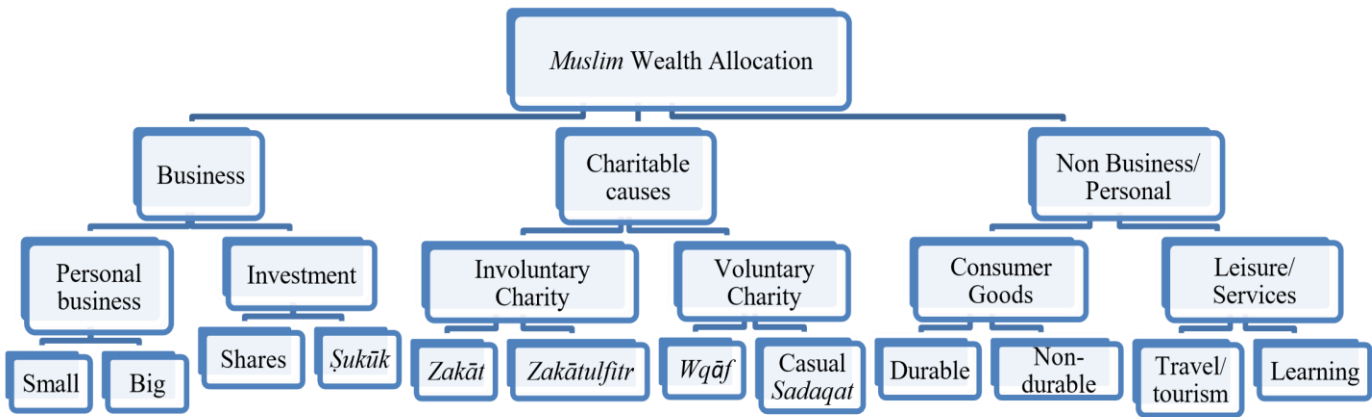 Muslim Wealth Allocation
Business
Charitable
causes
Non Business/
Personal
Personal
business
Investment
Involuntary
Charity
Voluntary
Charity
Consumer
Goods
Leisure/
Services
Small
Big
Shares
Ṣukūk
Zakāt
Zakātulfitr
Wqāf
Casual
Sadaqat
Durable
Non-
durable
Travel/
tourism
Learning